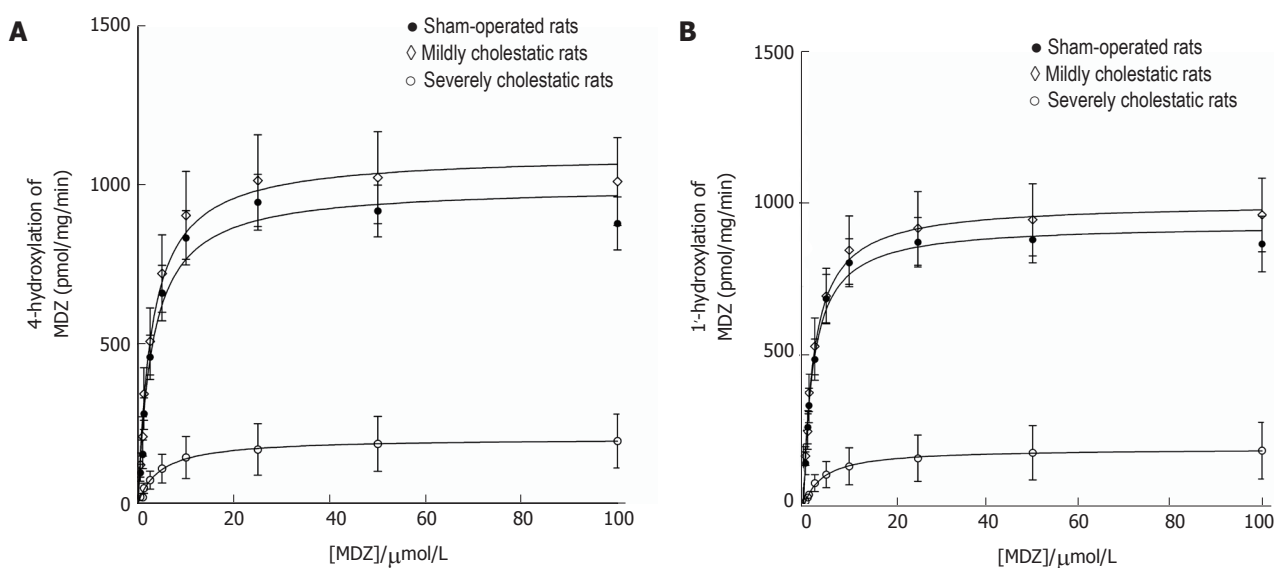 A
● Sham-operated rats
◇ Mildly cholestatic rats
○ Severely cholestatic rats
1500
1000
500
0
4-hydroxylation of
MDZ (pmol/mg/min)
0 20 40 60 80 100
[MDZ]/μmol/L
B
● Sham-operated rats
◇ Mildly cholestatic rats
○ Severely cholestatic rats
1500
1000
500
0
1′-hydroxylation of
MDZ (pmol/mg/min)
0 20 40 60 80 100
[MDZ]/μmol/L